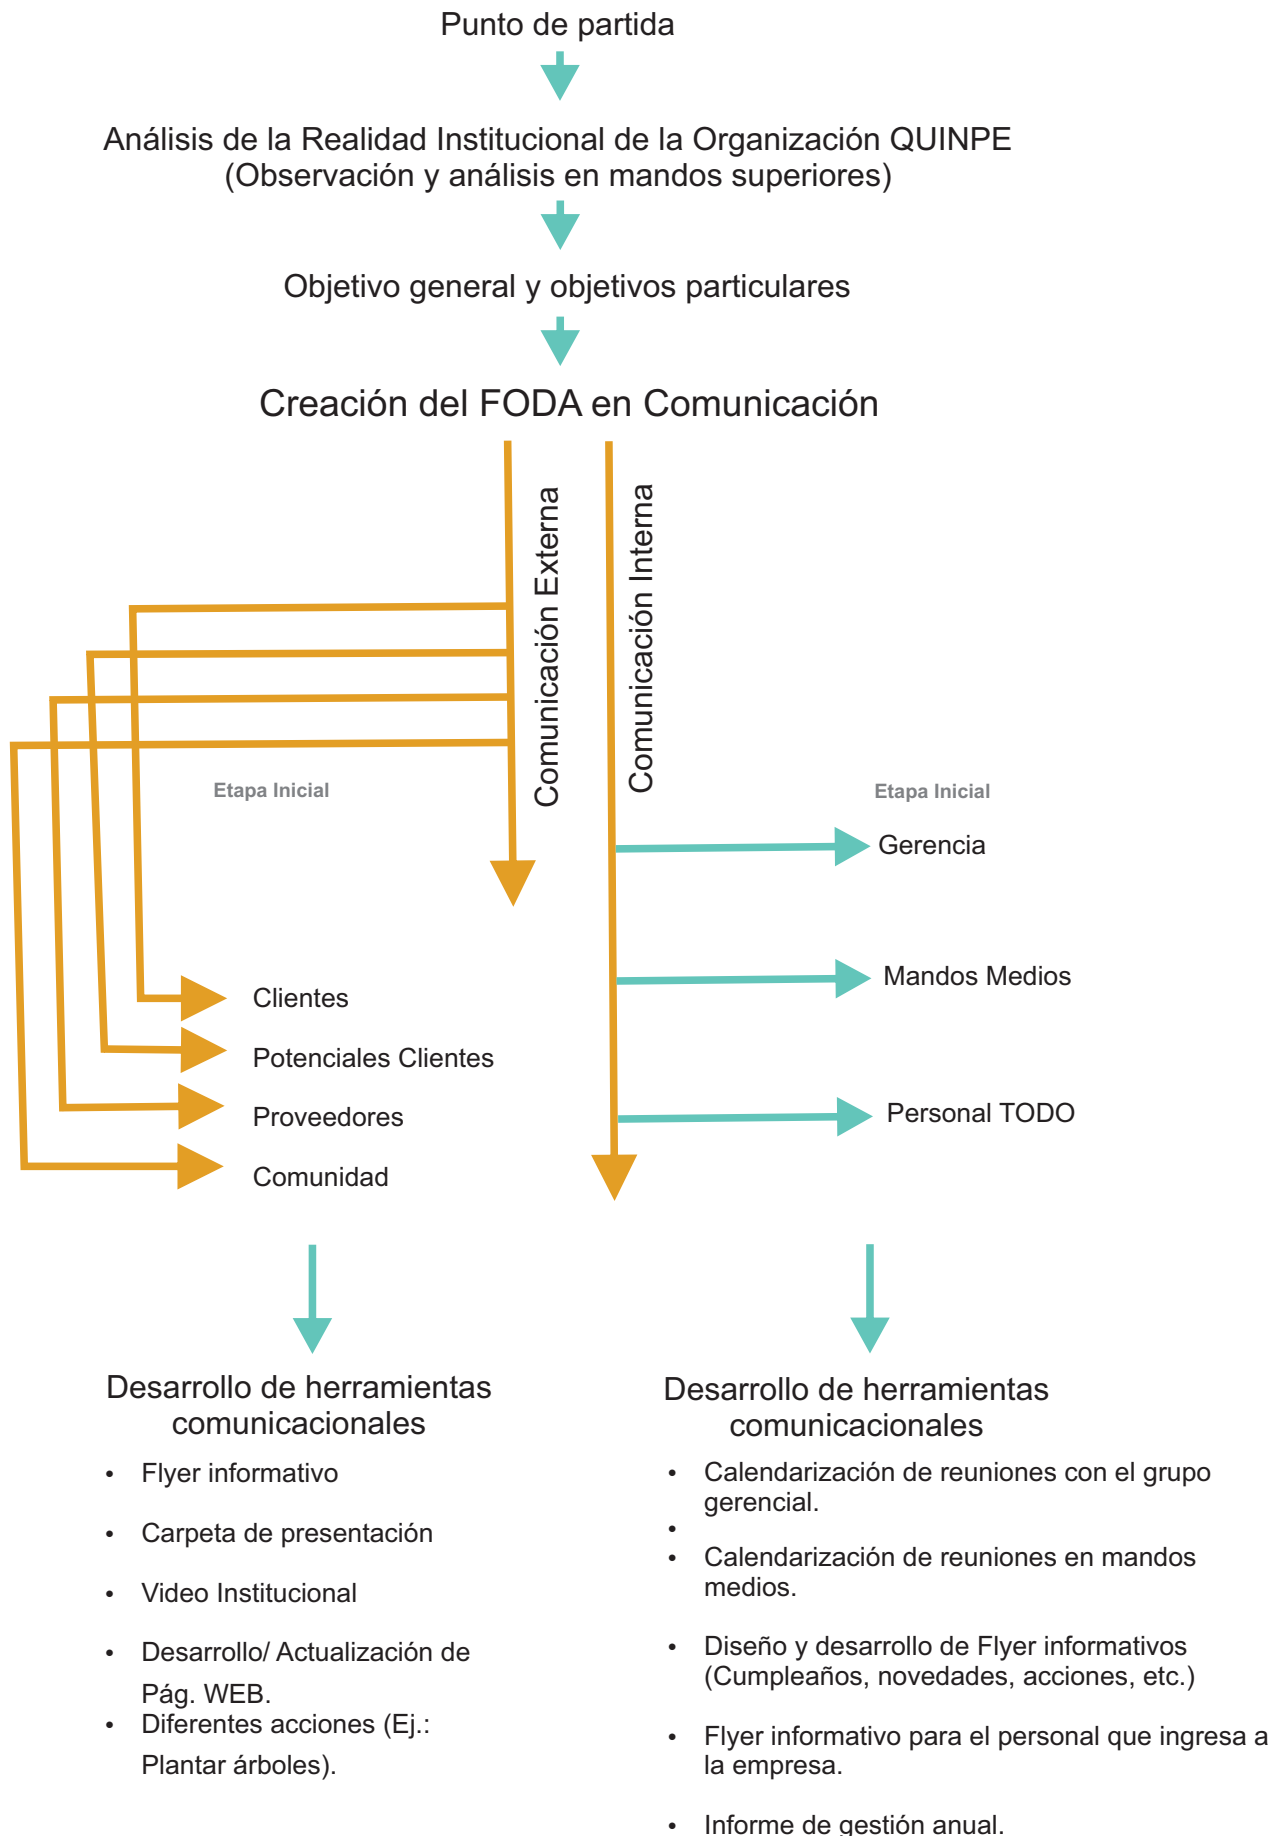 Punto de partida
Análisis de la Realidad Institucional de la Organización QUINPE
(Observación y análisis en mandos superiores)
Objetivo general y objetivos particulares
Creación del FODA en Comunicación
Comunicación Externa
Comunicación Interna
Etapa Inicial
Clientes
Potenciales Clientes
Proveedores
Comunidad
Etapa Inicial
Gerencia
Mandos Medios
Personal TODO
Desarrollo de herramientas
comunicacionales
• Flyer informativo
• Carpeta de presentación
• Video Institucional
• Desarrollo/ Actualización de
Pág. WEB.
• Diferentes acciones (Ej.:
Plantar árboles).
Desarrollo de herramientas
comunicacionales
• Calendarización de reuniones con el grupo
gerencial.
•
• Calendarización de reuniones en mandos
medios.
• Diseño y desarrollo de Flyer informativos
(Cumpleaños, novedades, acciones, etc.)
• Flyer informativo para el personal que ingresa a
la empresa.
• Informe de gestión anual.